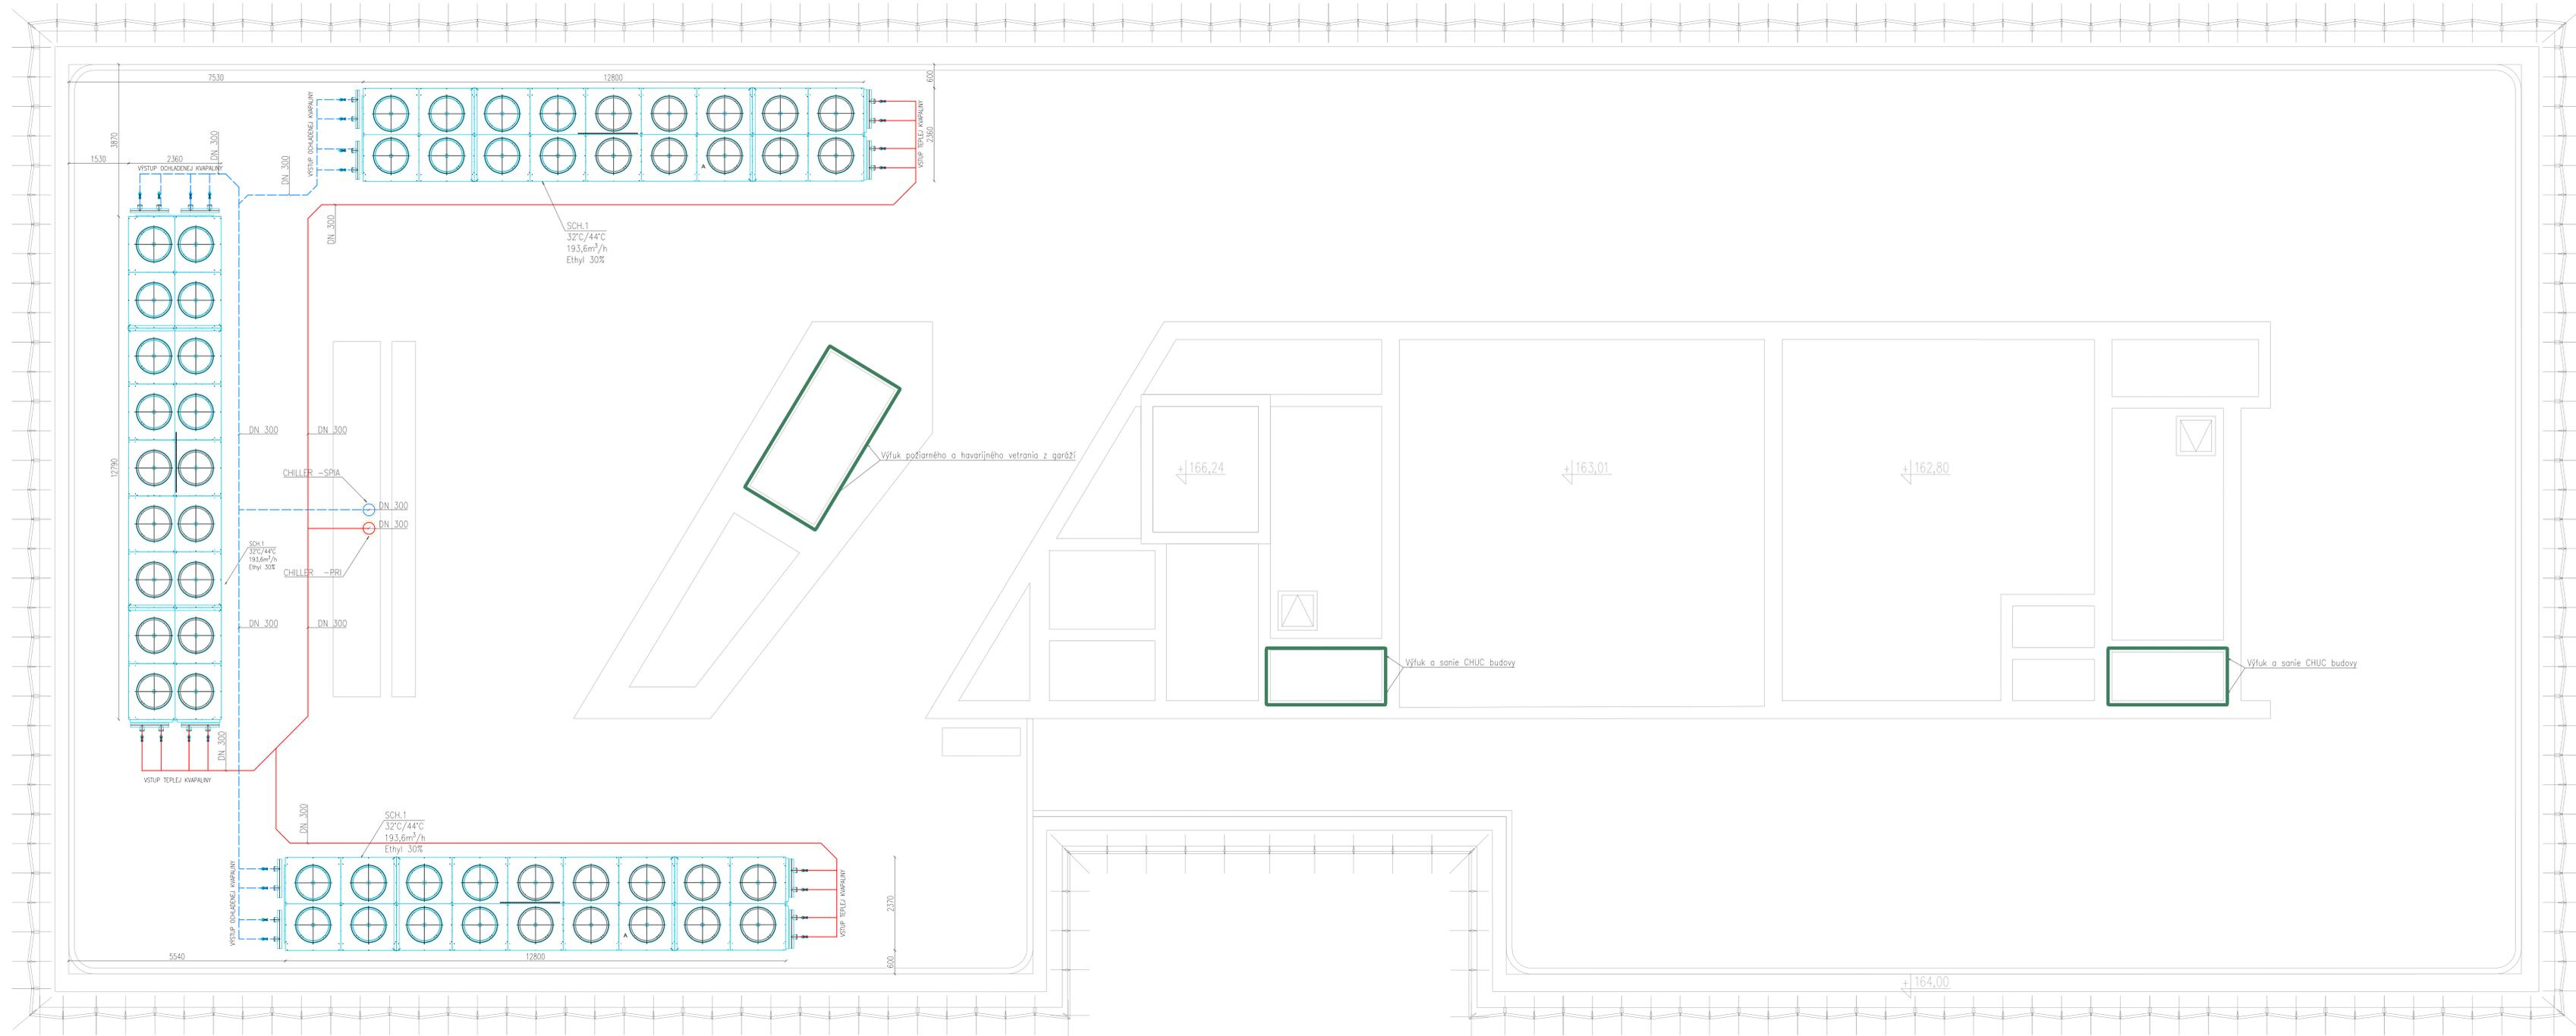 7530
12800
600
2360
VSTUP TEPLEJ KVAPALINY
VÝSTUP OCHLADENEJ KVAPALINY
3870
1530
2360
DN 300
DN 300
VÝSTUP OCHLADENEJ KVAPALINY
DN 300
SCH.1
32°C/44°C
193,6m³/h
Ethyl 30%
A
12790
DN 300
DN 300
CHILLER -SPIA
DN 300
DN 300
CHILLER -PRI
SCH.1
32°C/44°C
193,6m³/h
Ethyl 30%
DN 300
DN 300
Výfuk požiarného a havarijného vetrania z garáží
166,24
163,01
162,80
Výfuk a sanie CHUC budovy
Výfuk a sanie CHUC budovy
DN 300
VSTUP TEPLEJ KVAPALINY
DN 300
SCH.1
32°C/44°C
193,6m³/h
Ethyl 30%
VÝSTUP OCHLADENEJ KVAPALINY
VSTUP TEPLEJ KVAPALINY
A
2370
600
5540
12800
164,00